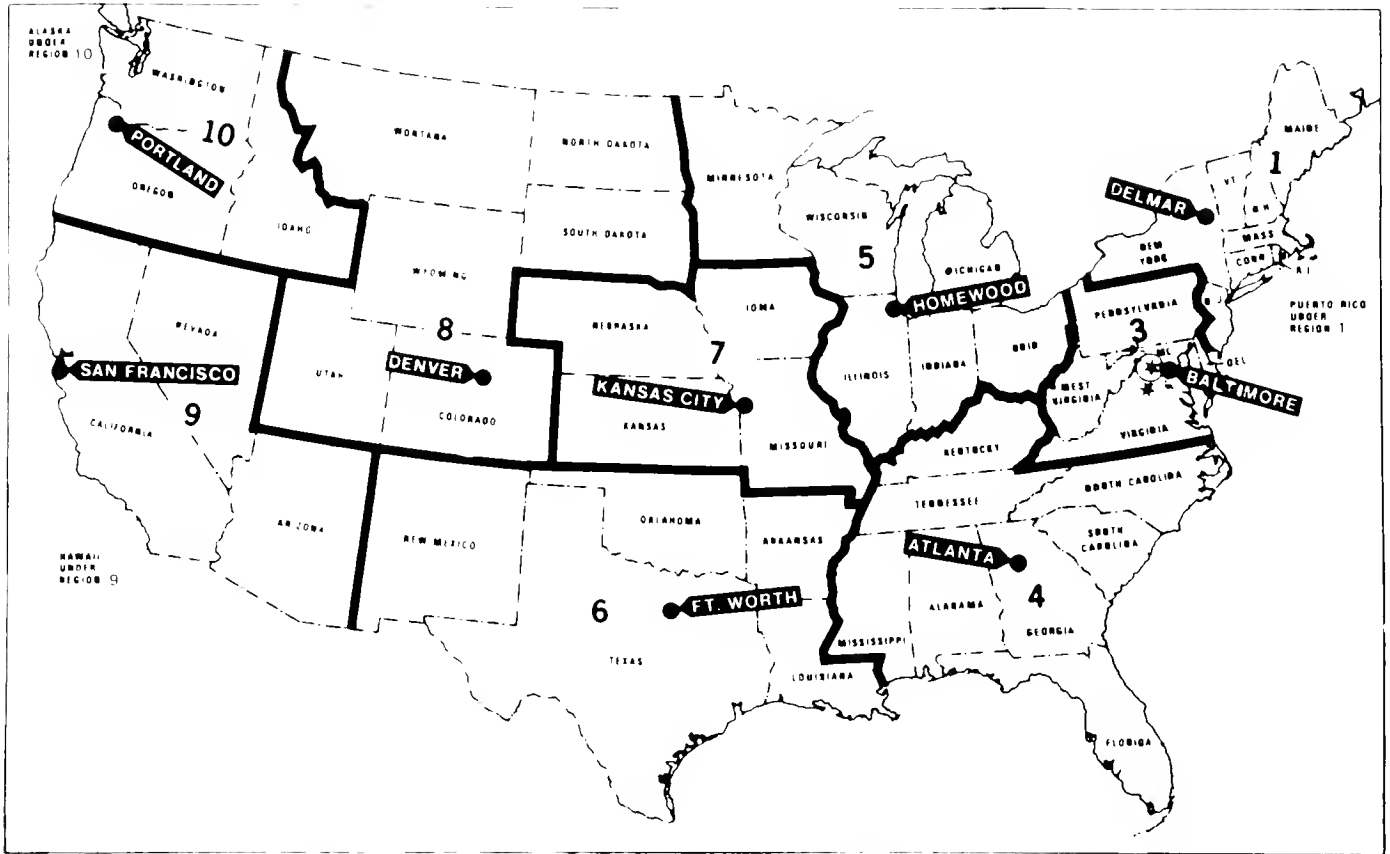 ALASKA
UNDER
REGION 10
WASHINGTON
10
PORTLAND
OREGON
IDAHO
WORTANA
NORTH DAKOTA
MINNESOTA
SOUTH DAKOTA
WYOMING
WISCONSIN
5
@ICHIGAN
HOMEWOOD
MAINE
1
VT.
N.H.
DELMAR
MASS
CONN
R I
NEW
YORK
PENNSYLVANIA
N J
PUERTO RICO
UNDER
REGION 1
3
MD
DEL
BALTIMORE
WEST
VIRGINIA
VIRGINIA
NEVADA
8
NEBRASKA
IOWA
7
OHIO
INDIANA
ILLINOIS
SAN FRANCISCO
UTAH
DENVER
KANSAS CITY
9
CALIFORNIA
COLORADO
KANSAS
MISSOURI
KENTUCKY
NORTH CAROLINA
TENNESSEE
SOUTH
CAROLINA
ARIZONA
NEW MEXICO
OKLAHOMA
ARKANSAS
ATLANTA
HAWAII
UNDER
REGION 9
6
FT. WORTH
ALABAMA
4
GEORGIA
MISSISSIPPI
TEXAS
LOUISIANA
FLORIDA